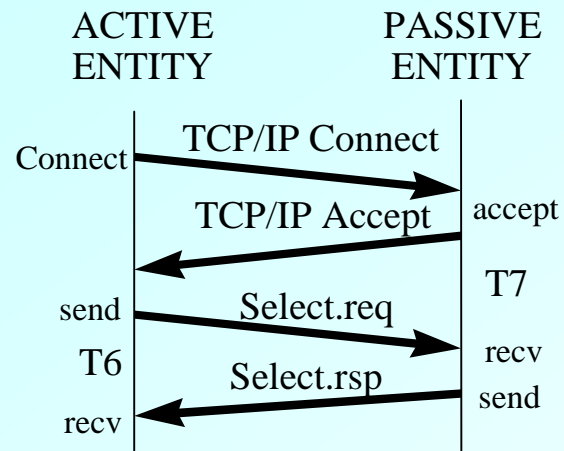 ACTIVE
ENTITY
PASSIVE
ENTITY
Connect
TCP/IP Connect
accept
TCP/IP Accept
T7
send
Select.req
recv
T6
Select.rsp
send
recv